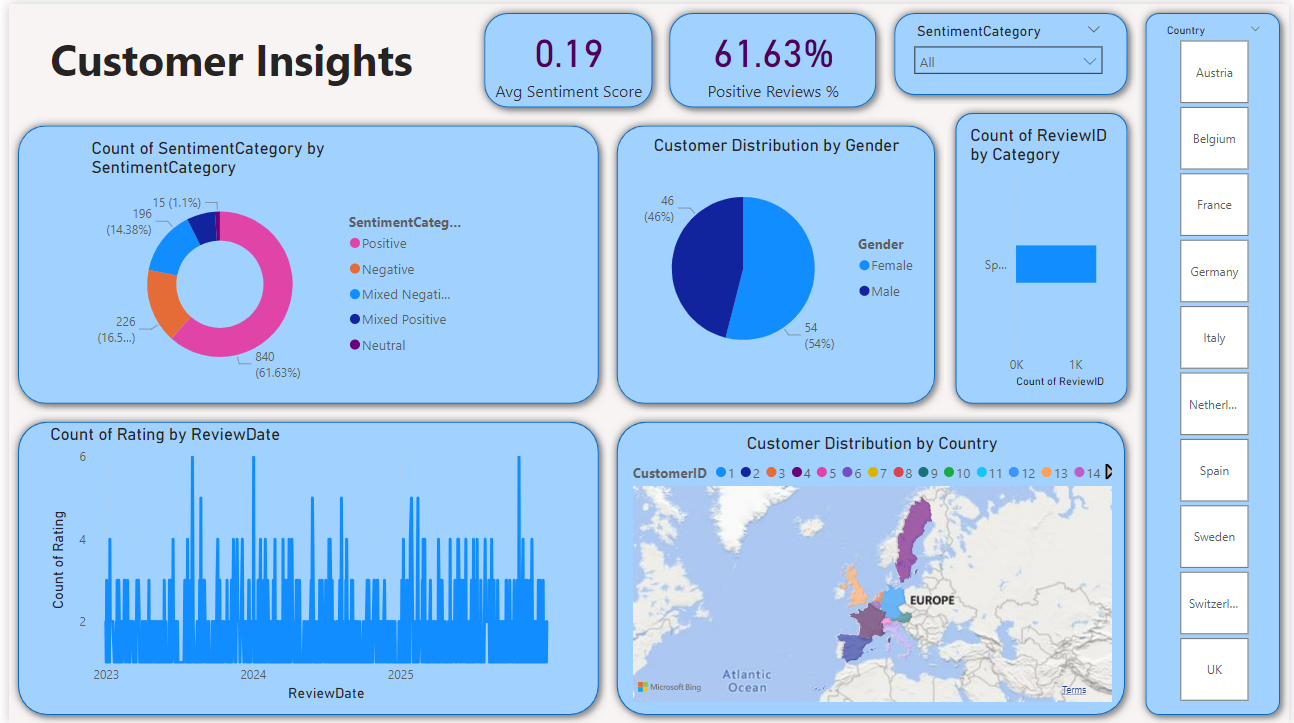 Customer Insights
0.19
Avg Sentiment Score
61.63%
Positive Reviews %
SentimentCategory
All
Country
Austria
Belgium
France
Germany
Italy
Netherl...
Spain
Sweden
Switzerl...
UK
Count of SentimentCategory by
SentimentCategory
15 (1.1%)
196
(14.38%)
226
(16.5...)
840
(61.63%)
SentimentCateg...
Positive
Negative
Mixed Negati...
Mixed Positive
Neutral
Customer Distribution by Gender
46
(46%)
54
(54%)
Gender
Female
Male
Count of ReviewID
by Category
Sp...
0K 1K
Count of ReviewID
Count of Rating by ReviewDate
6
4
2
Count of Rating
2023 2024 2025
ReviewDate
Customer Distribution by Country
CustomerID 1 2 3 4 5 6 7 8 9 10 11 12 13 14
EUROPE
Atlantic
Ocean
Microsoft Bing
Terms